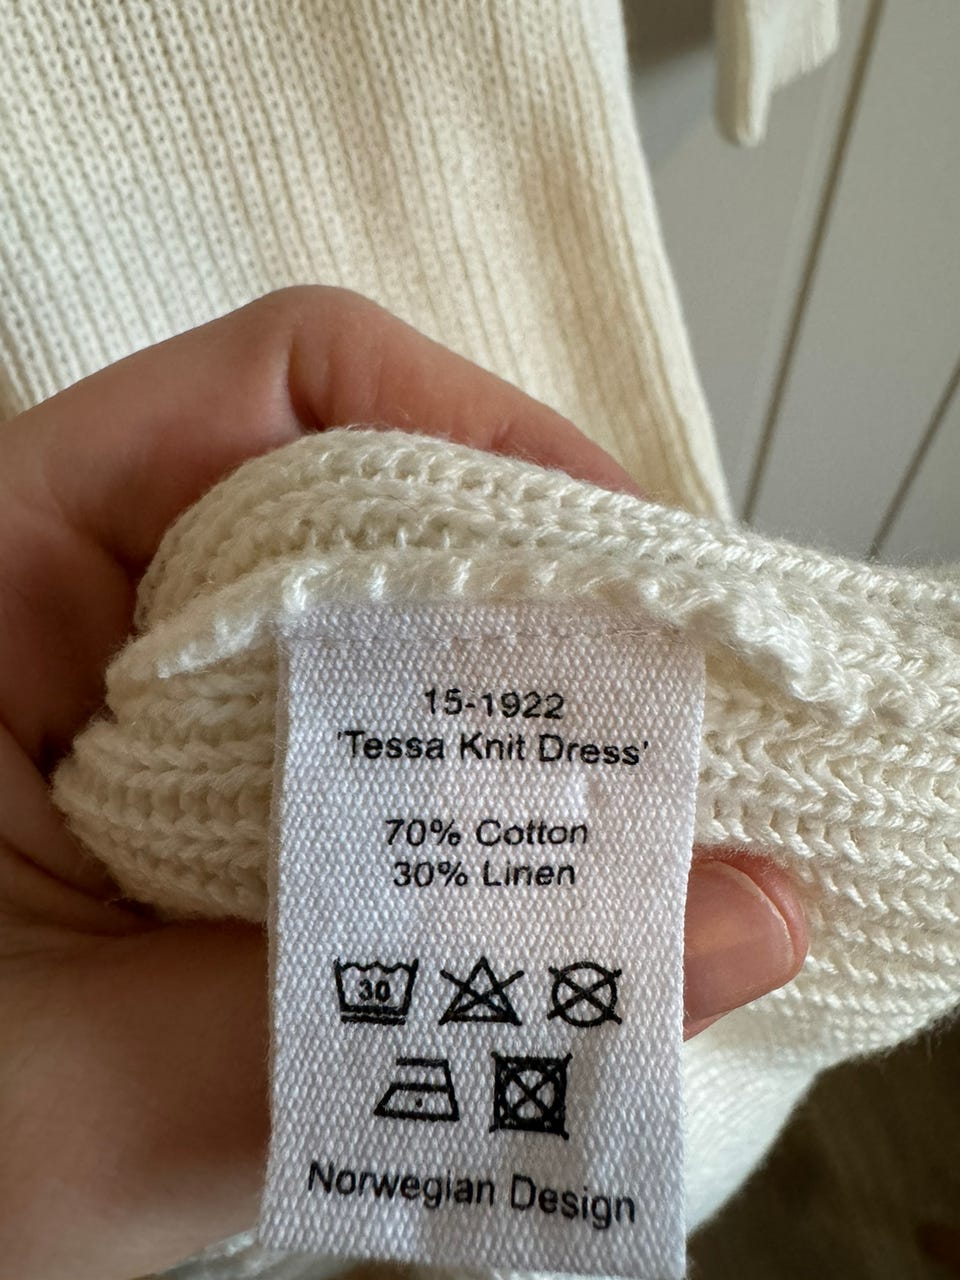 15-1922
'Tessa Knit Dress'
70% Cotton
30% Linen
30
Norwegian Design